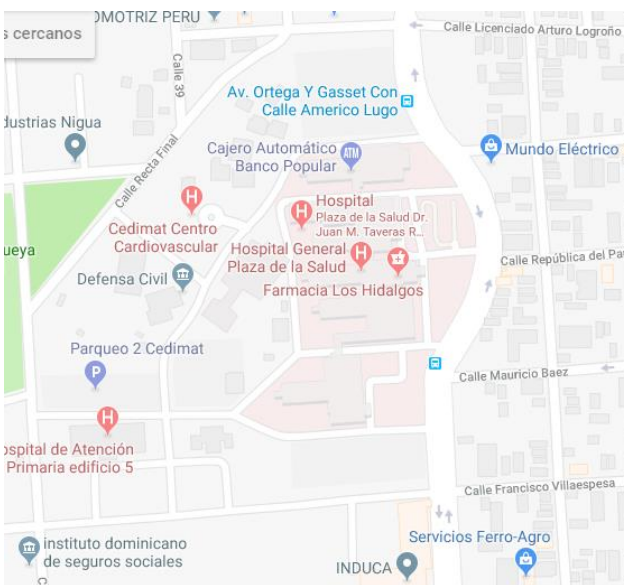 OMOTRIZ PERU
s cercanos
Calle Licenciado Arturo Logroño
Calle 39
Av. Ortega Y Gasset Con
Calle Americo Lugo
dustrias Nigua
Calle Recta Final
Cajero Automático
Banco Popular
ATM
Mundo Eléctrico
H
Cedimat Centro
Cardiovascular
H
Hospital
Plaza de la Salud Dr.
Juan M. Taveras R...
ueya
Hospital General
Plaza de la Salud
H
Calle República del Pa
Defensa Civil
Farmacia Los Hidalgos
Parqueo 2 Cedimat
P
Calle Mauricio Baez
H
ospital de Atención
Primaria edificio 5
Calle Francisco Villaespesa
instituto dominicano
de seguros sociales
Servicios Ferro-Agro
INDUCA
C